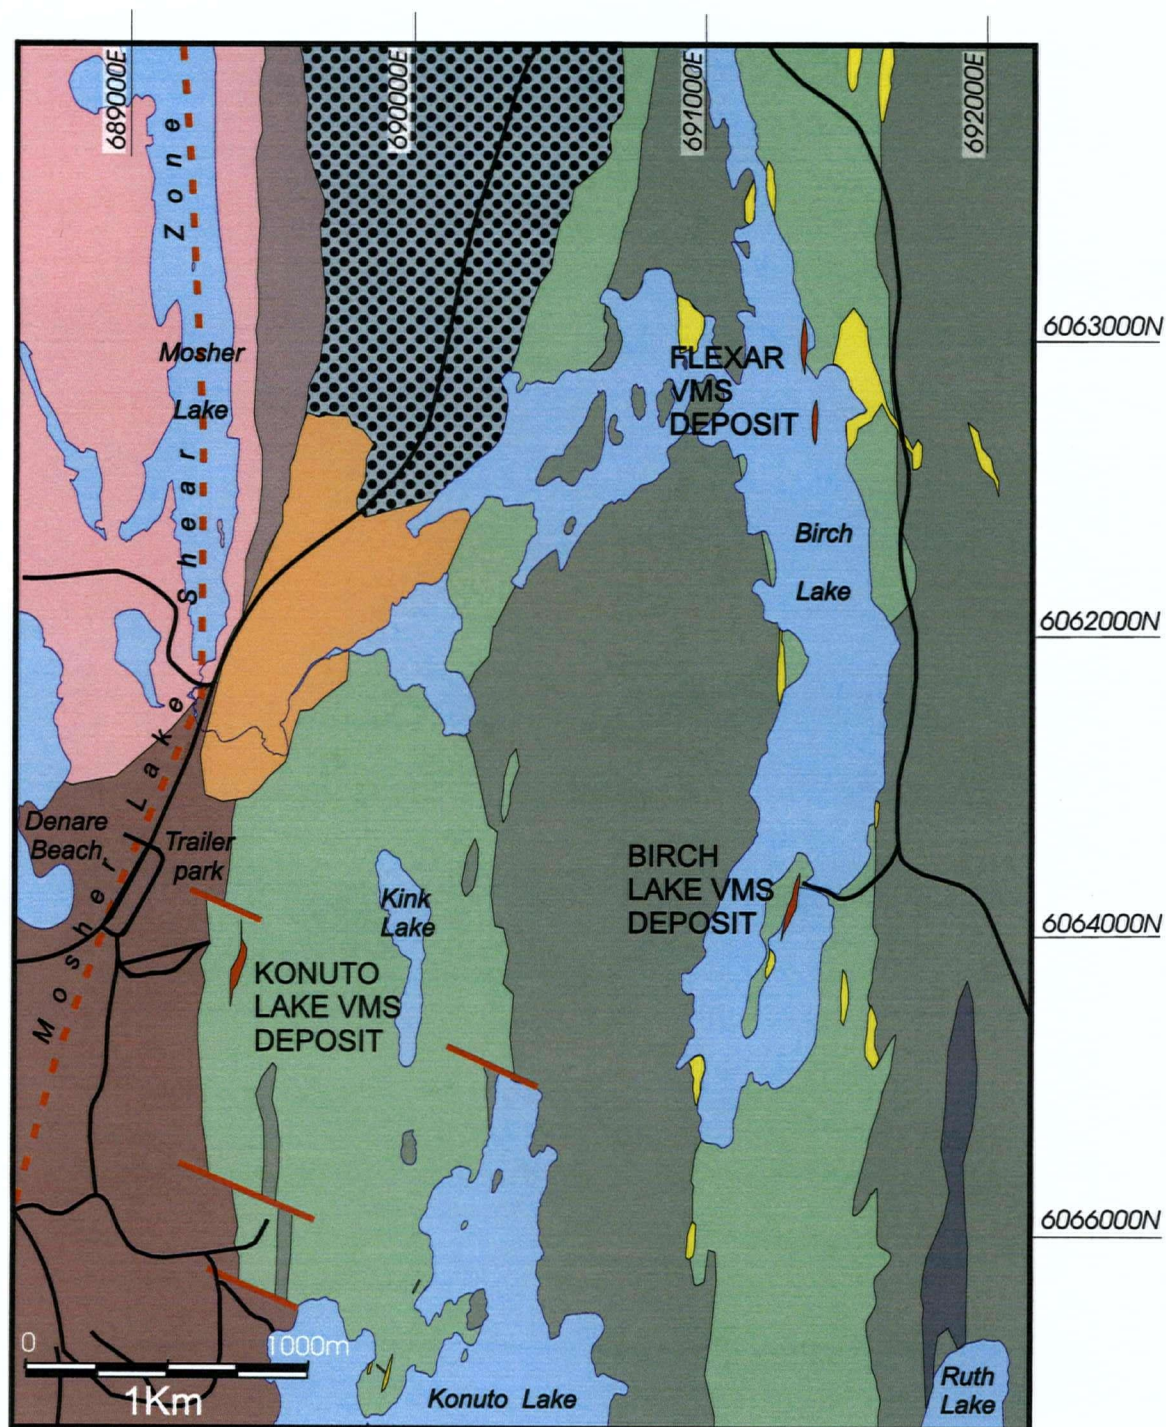 689000E
690000E
691000E
692000E
Mosher Lake Shear Zone
6063000N
Mosher
Lake
FLEXAR
VMS
DEPOSIT
Birch
Lake
6062000N
Denare
Beach
Trailer
park
BIRCH
LAKE VMS
DEPOSIT
Kink
Lake
6064000N
KONUTO
LAKE VMS
DEPOSIT
6066000N
0 1000m
1Km
Konuto Lake
Ruth
Lake